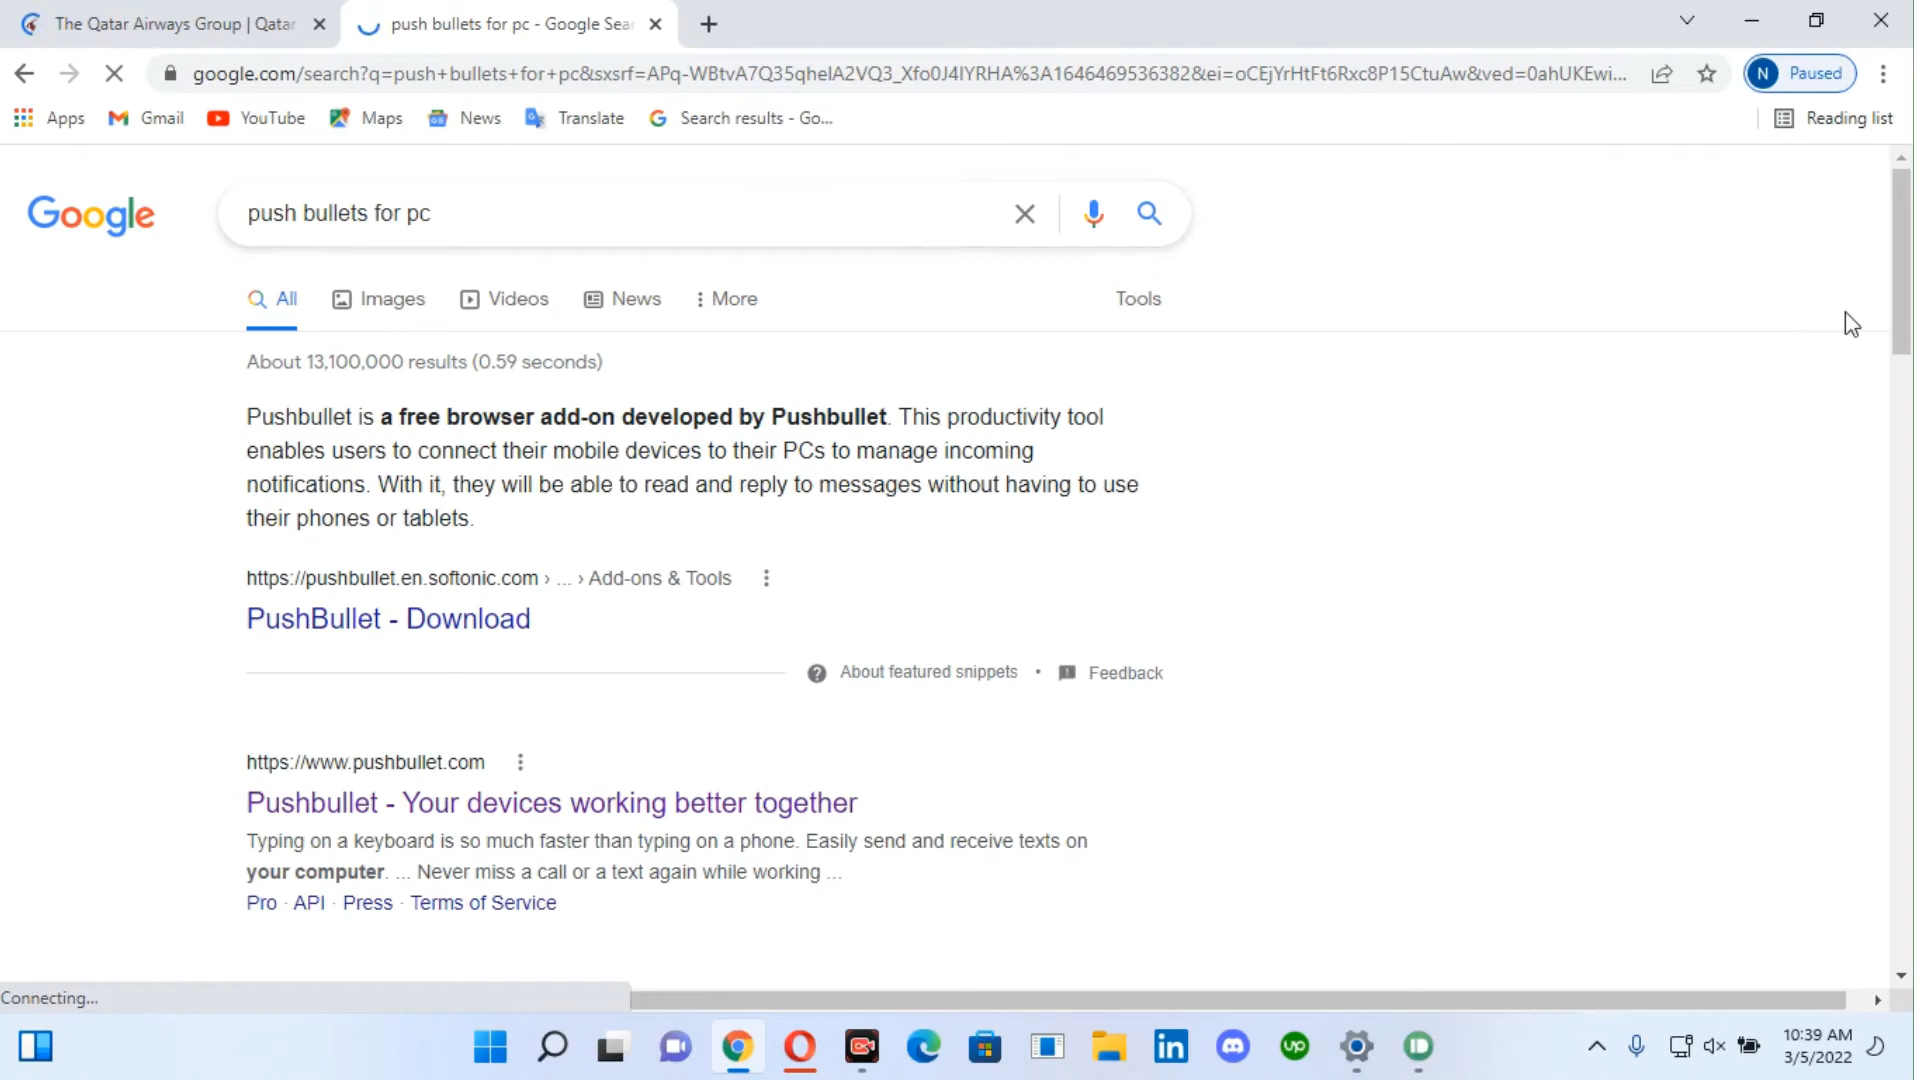 The Qatar Airways Group | Qatar
push bullets for pc - Google Sear
google.com/search?q=push+bullets+for+pc&sxsrf=APq-WBtvA7Q35qhelA2VQ3_Xfo0J4IYRHA%3A1646469536382&ei=oCEjYrHtFt6Rxc8P15CtuAw&ved=0ahUKEwi...
N Paused
Apps
Gmail
YouTube
Maps
News
Translate
Search results - Go...
Reading list
Google
push bullets for pc
All
Images
Videos
News
More
Tools
About 13,100,000 results (0.59 seconds)
Pushbullet is a free browser add-on developed by Pushbullet. This productivity tool
enables users to connect their mobile devices to their PCs to manage incoming
notifications. With it, they will be able to read and reply to messages without having to use
their phones or tablets.
https://pushbullet.en.softonic.com › ... › Add-ons & Tools
PushBullet - Download
About featured snippets • Feedback
https://www.pushbullet.com
Pushbullet - Your devices working better together
Typing on a keyboard is so much faster than typing on a phone. Easily send and receive texts on
your computer. ... Never miss a call or a text again while working ...
Pro · API · Press · Terms of Service
Connecting...
in
up
10:39 AM
3/5/2022